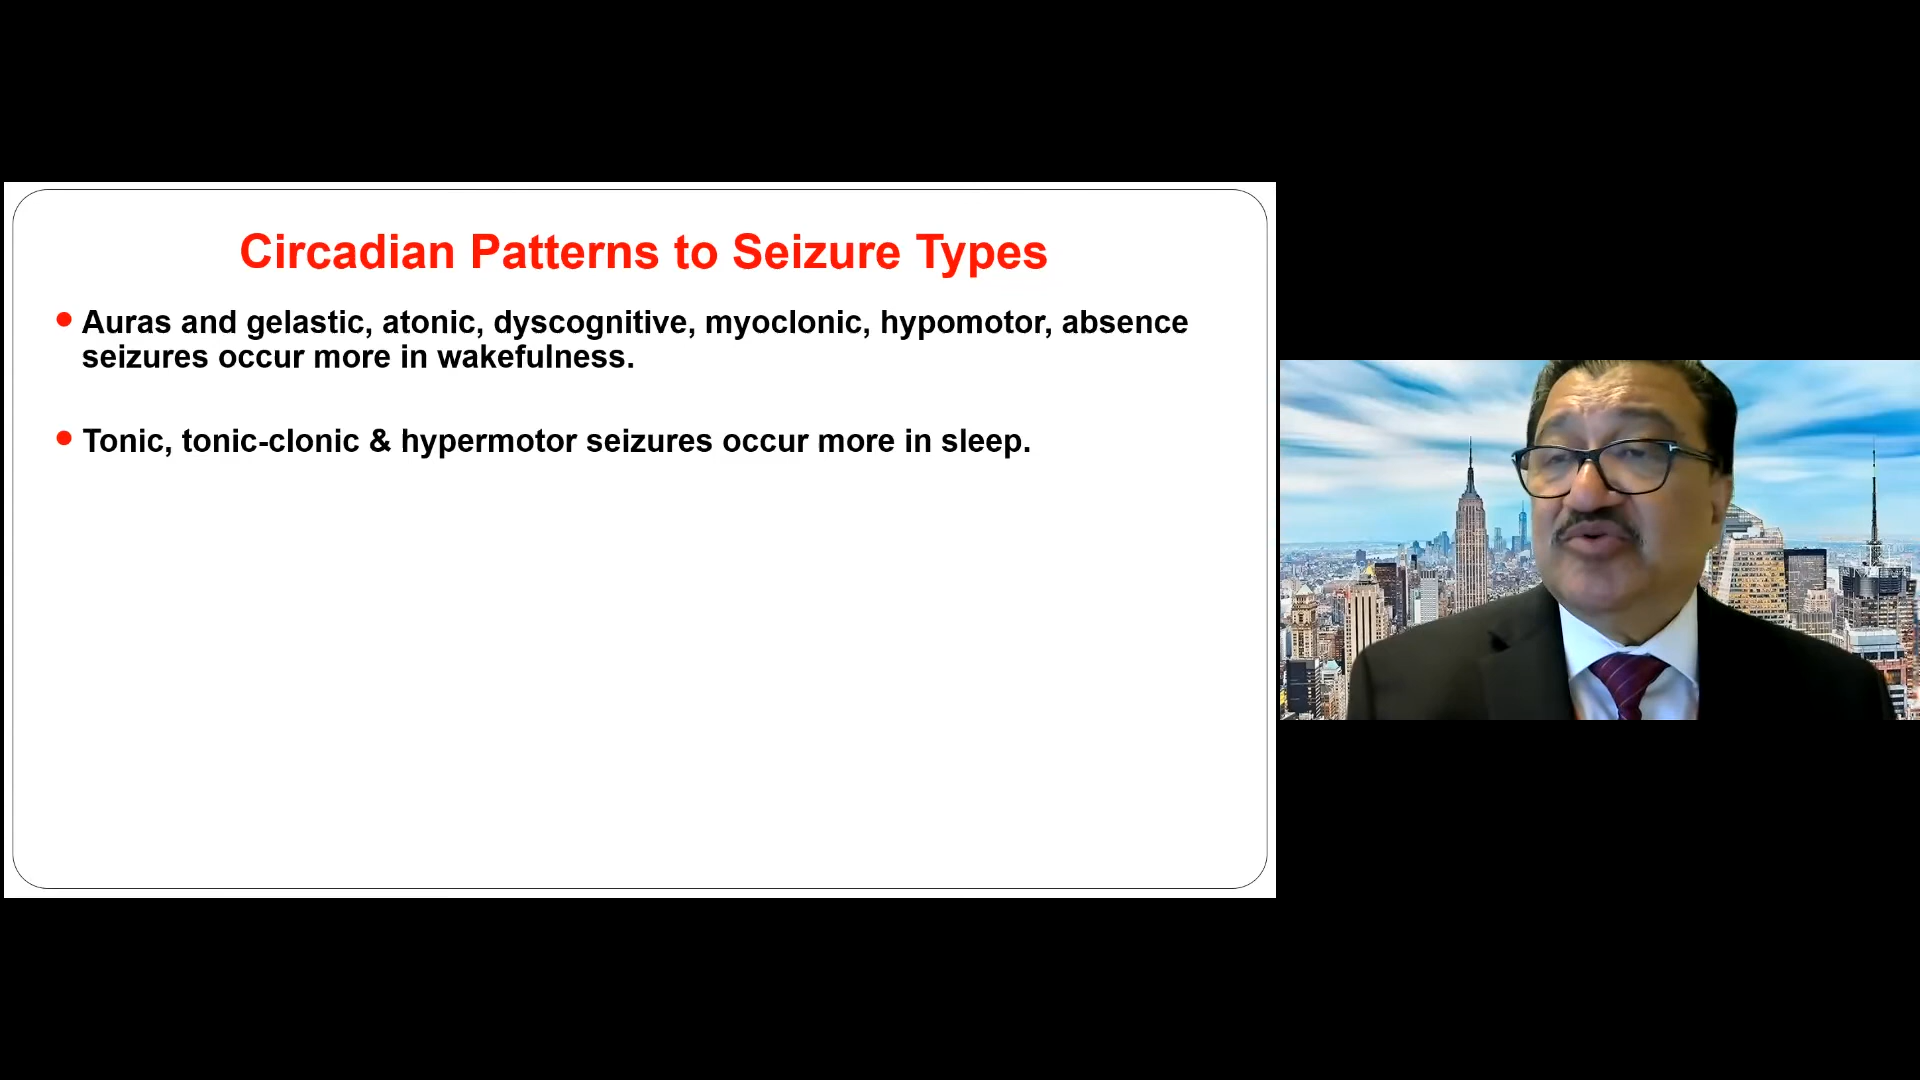 Circadian Patterns to Seizure Types
• Auras and gelastic, atonic, dyscognitive, myoclonic, hypomotor, absence
seizures occur more in wakefulness.
• Tonic, tonic-clonic & hypermotor seizures occur more in sleep.